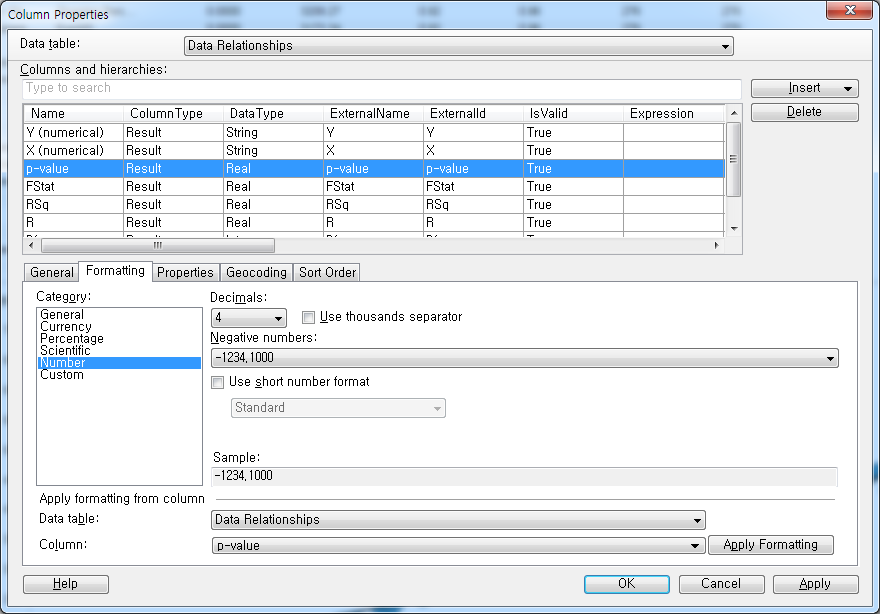 Column Properties
Data table:
Data Relationships
Columns and hierarchies:
Type to search
Insert
Delete
Name ColumnType DataType ExternalName ExternalId IsValid Expression
Y (numerical) Result String Y Y True
X (numerical) Result String X X True
p-value Result Real p-value p-value True
FStat Result Real FStat FStat True
RSq Result Real RSq RSq True
R Result Real R R True
General Formatting Properties Geocoding Sort Order
Category:
General
Currency
Percentage
Scientific
Number
Custom
Decimals:
4
Use thousands separator
Negative numbers:
-1234,1000
Use short number format
Standard
Sample:
-1234,1000
Apply formatting from column
Data table:
Data Relationships
Column:
p-value
Apply Formatting
Help
OK
Cancel
Apply